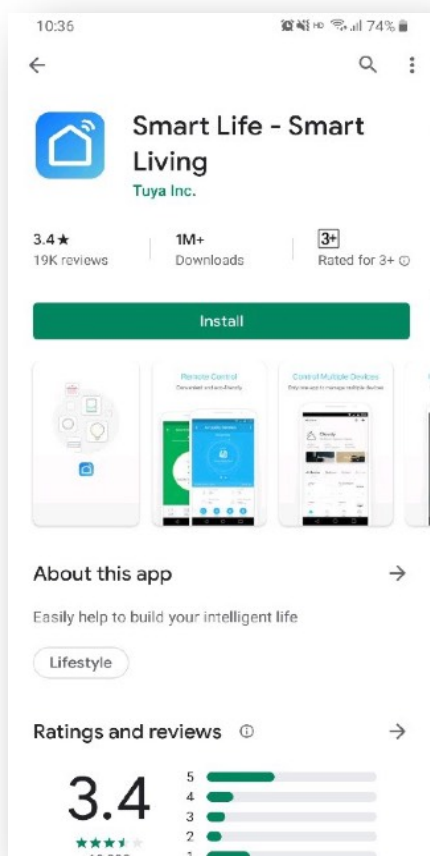 10:36 HD 74%
Smart Life - Smart
Living
Tuya Inc.
3.4★ 1M+ 3+
19K reviews Downloads Rated for 3+
Install
Remote Control
Control Multiple Devices
About this app
Easily help to build your intelligent life
Lifestyle
Ratings and reviews
3.4
5
4
3
2
1